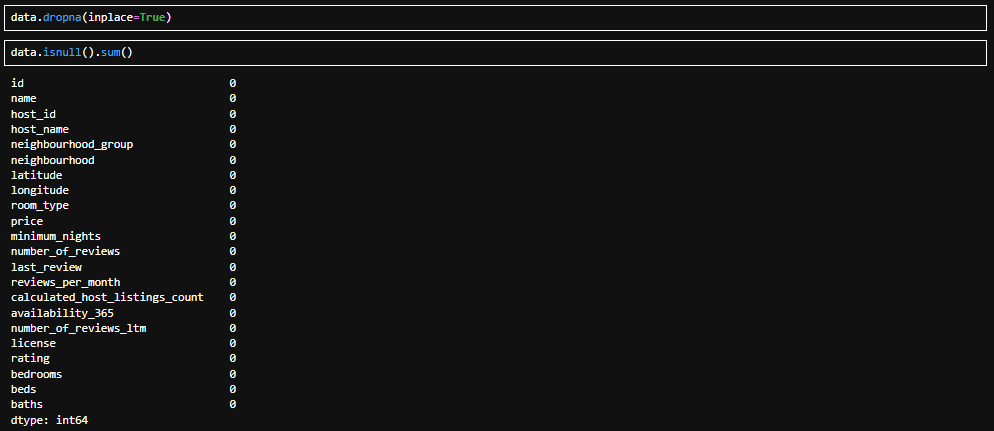 data.dropna(inplace=True)
data.isnull().sum()
id 0
name 0
host_id 0
host_name 0
neighbourhood_group 0
neighbourhood 0
latitude 0
longitude 0
room_type 0
price 0
minimum_nights 0
number_of_reviews 0
last_review 0
reviews_per_month 0
calculated_host_listings_count 0
availability_365 0
number_of_reviews_ltm 0
license 0
rating 0
bedrooms 0
beds 0
baths 0
dtype: int64